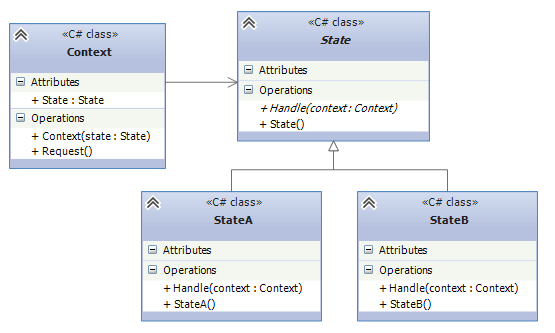 «C# class»
Context
Attributes
+ State : State
Operations
+ Context(state : State)
+ Request()
«C# class»
State
Attributes
Operations
+ Handle(context : Context)
+ State()
«C# class»
StateA
Attributes
Operations
+ Handle(context : Context)
+ StateA()
«C# class»
StateB
Attributes
Operations
+ Handle(context : Context)
+ StateB()